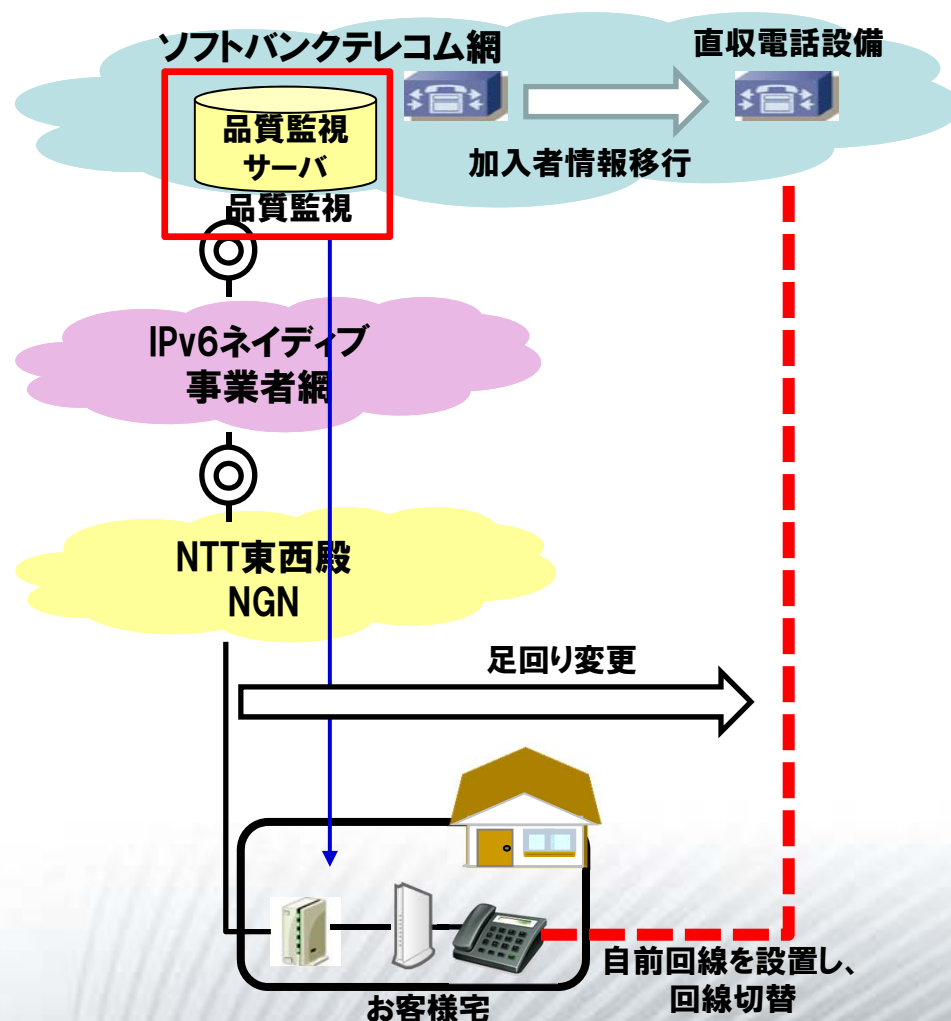 ソフトバンクテレコム網
直収電話設備
品質監視
サーバ
品質監視
加入者情報移行
IPv6ネイディブ
事業者網
NTT東西殿
NGN
足回り変更
自前回線を設置し、
回線切替
お客様宅